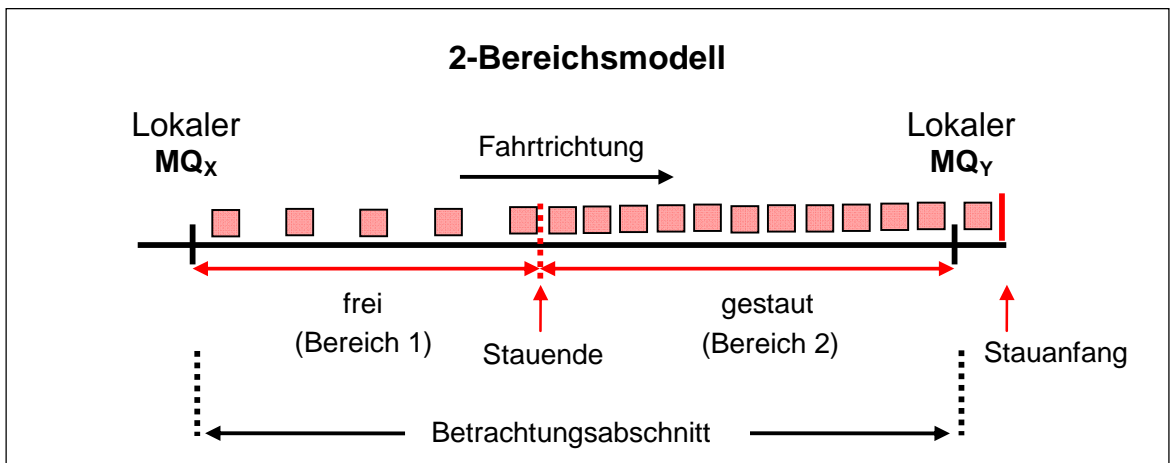 2-Bereichsmodell
Lokaler
MQX
Fahrtrichtung
Lokaler
MQY
frei
(Bereich 1)
Stauende
gestaut
(Bereich 2)
Stauanfang
Betrachtungsabschnitt